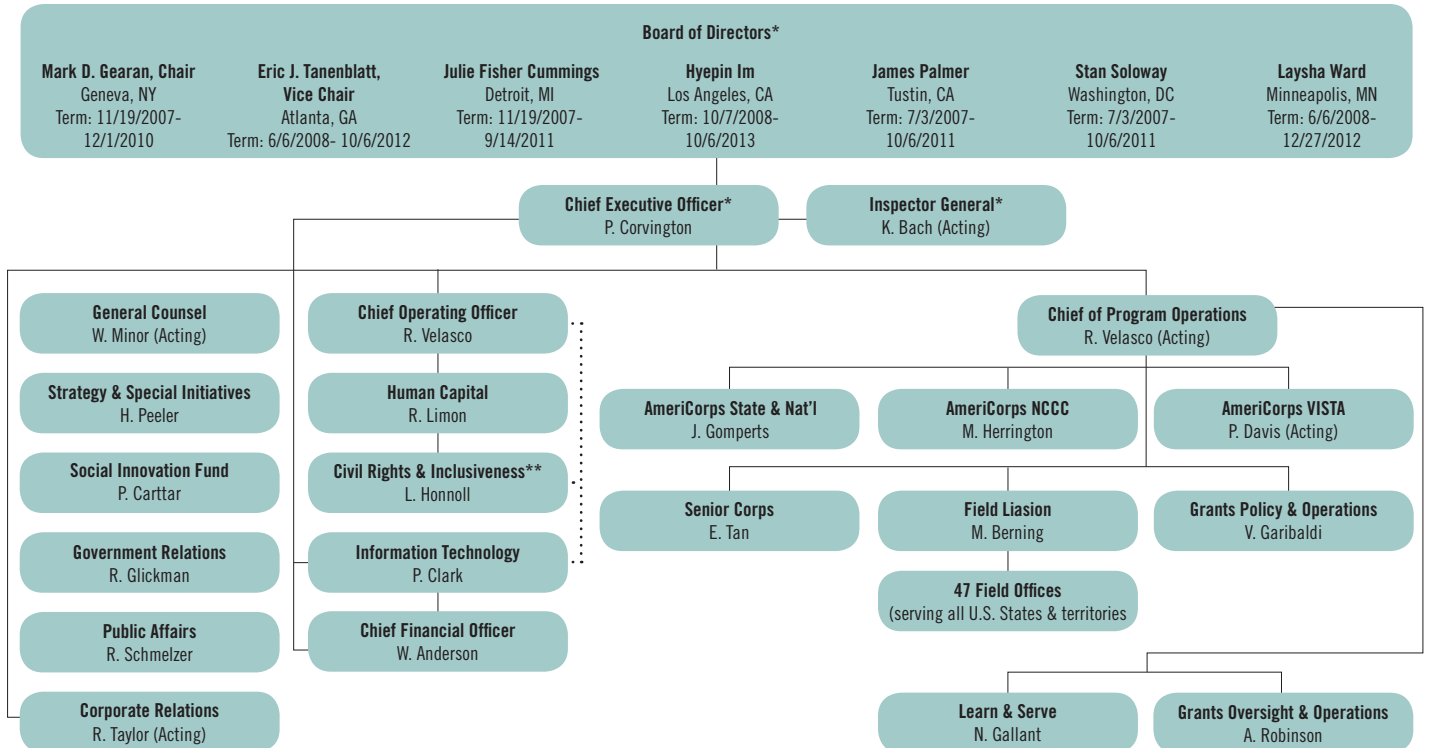 Board of Directors*
Mark D. Gearan, Chair
Geneva, NY
Term: 11/19/2007-
12/1/2010
Eric J. Tanenblatt,
Vice Chair
Atlanta, GA
Term: 6/6/2008- 10/6/2012
Julie Fisher Cummings
Detroit, MI
Term: 11/19/2007-
9/14/2011
Hyepin Im
Los Angeles, CA
Term: 10/7/2008-
10/6/2013
James Palmer
Tustin, CA
Term: 7/3/2007-
10/6/2011
Stan Soloway
Washington, DC
Term: 7/3/2007-
10/6/2011
Laysha Ward
Minneapolis, MN
Term: 6/6/2008-
12/27/2012
Chief Executive Officer*
P. Corvington
Inspector General*
K. Bach (Acting)
General Counsel
W. Minor (Acting)
Strategy & Special Initiatives
H. Peeler
Social Innovation Fund
P. Carttar
Government Relations
R. Glickman
Public Affairs
R. Schmelzer
Corporate Relations
R. Taylor (Acting)
Chief Operating Officer
R. Velasco
Human Capital
R. Limon
Civil Rights & Inclusiveness**
L. Honnoll
Information Technology
P. Clark
Chief Financial Officer
W. Anderson
Chief of Program Operations
R. Velasco (Acting)
AmeriCorps State & Nat'l
J. Gomperts
AmeriCorps NCCC
M. Herrington
AmeriCorps VISTA
P. Davis (Acting)
Senior Corps
E. Tan
Field Liasion
M. Berning
Grants Policy & Operations
V. Garibaldi
47 Field Offices
(serving all U.S. States & territories
Learn & Serve
N. Gallant
Grants Oversight & Operations
A. Robinson